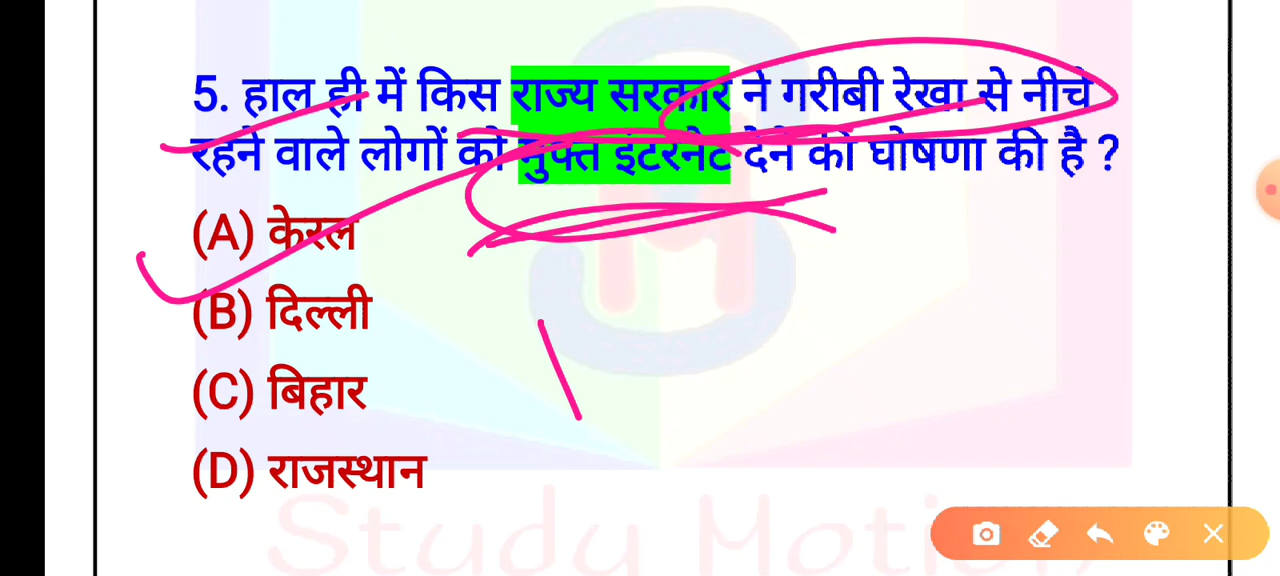 5. हाल ही में किस राज्य सरकार ने गरीबी रेखा से नीचे
रहने वाले लोगों को मुफ्त इंटरनेट देने की घोषणा की है ?
(A) केरल
(B) दिल्ली
(C) बिहार
(D) राजस्थान
Study Moti